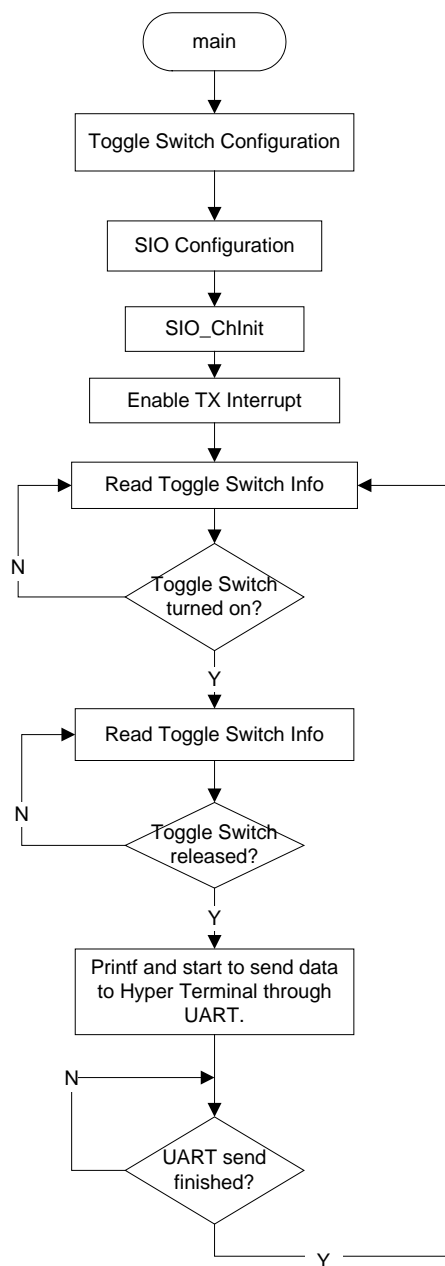 main
Toggle Switch Configuration
SIO Configuration
SIO_ChInit
Enable TX Interrupt
Read Toggle Switch Info
N
Toggle Switch
turned on?
Y
Read Toggle Switch Info
N
Toggle Switch
released?
Y
Printf and start to send data
to Hyper Terminal through
UART.
N
UART send
finished?
Y